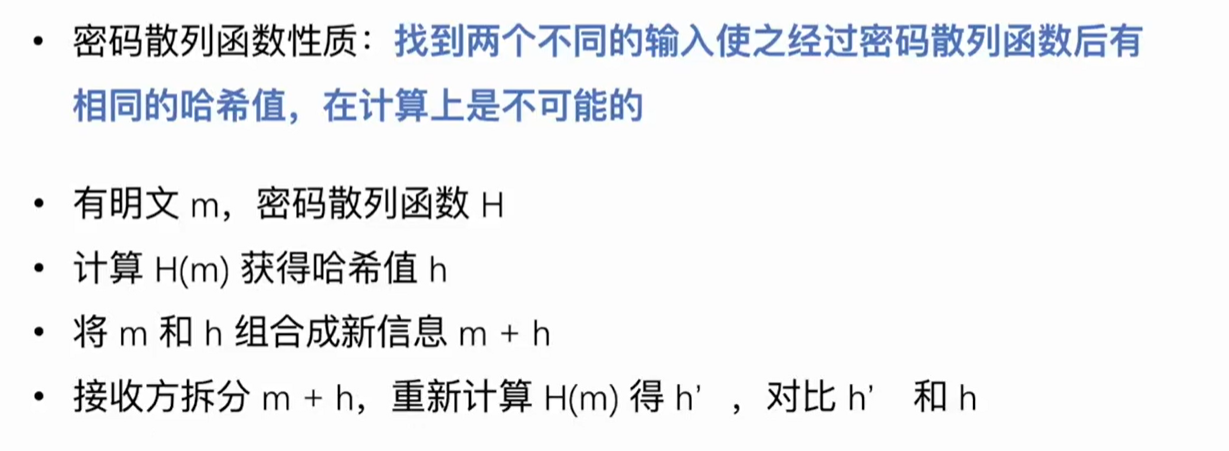 • 密码散列函数性质：找到两个不同的输入使之经过密码散列函数后有
相同的哈希值，在计算上是不可能的
• 有明文 m，密码散列函数 H
• 计算 H(m) 获得哈希值 h
• 将 m 和 h 组合成新信息 m + h
• 接收方拆分 m + h，重新计算 H(m) 得 h’ ，对比 h’ 和 h